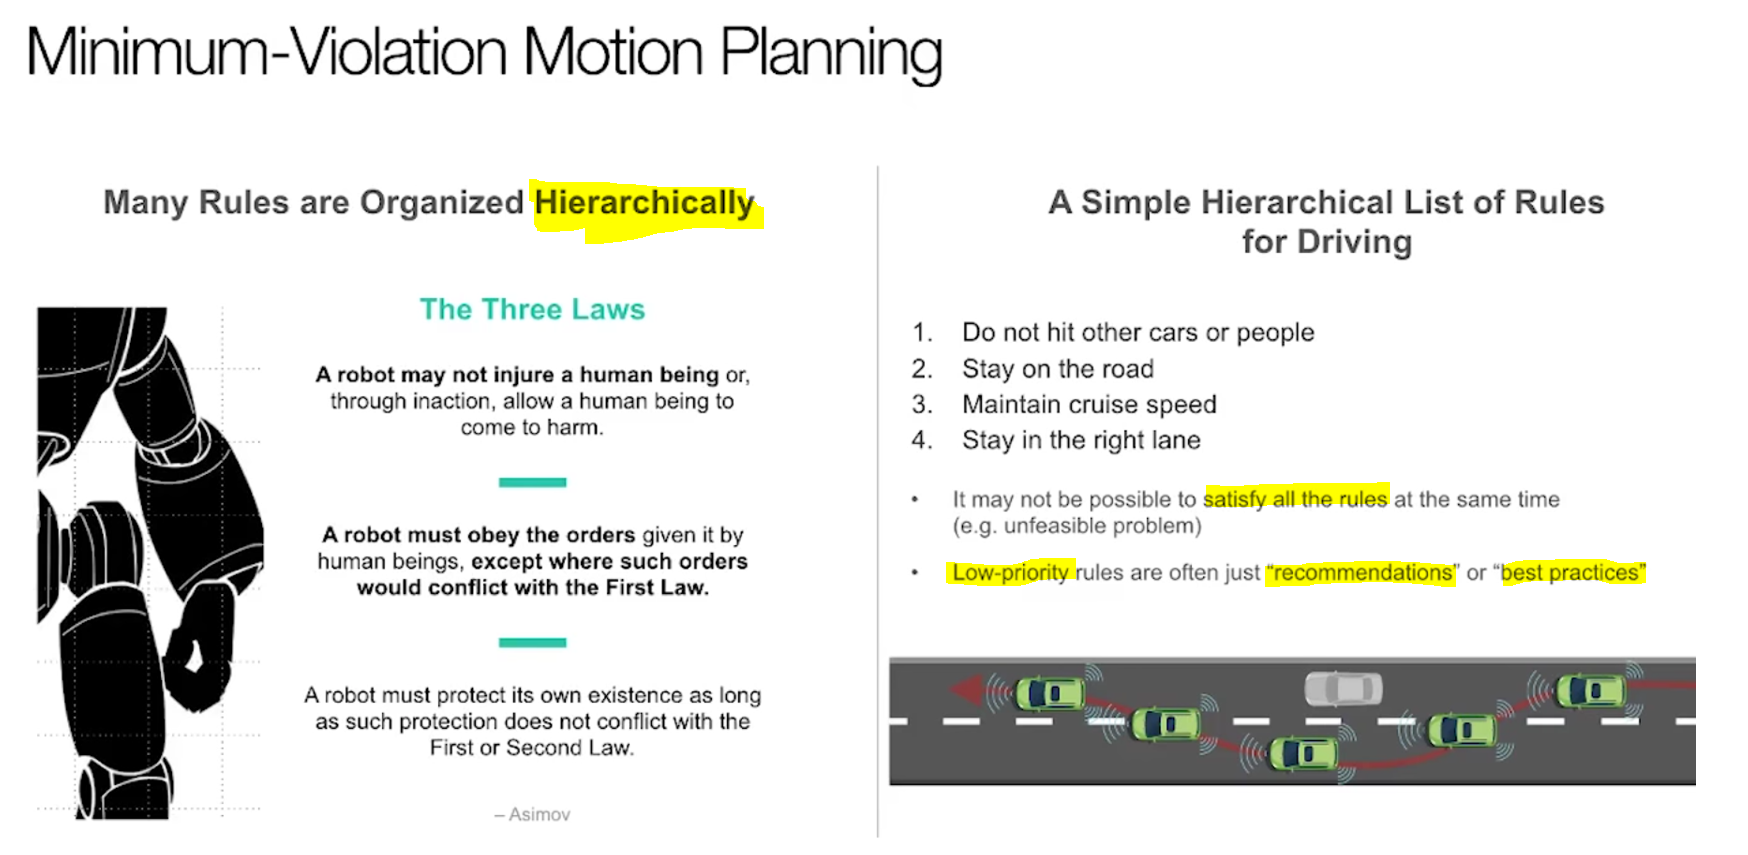 Minimum-Violation Motion Planning
Many Rules are Organized Hierarchically
The Three Laws
A robot may not injure a human being or,
through inaction, allow a human being to
come to harm.
A robot must obey the orders given it by
human beings, except where such orders
would conflict with the First Law.
A robot must protect its own existence as long
as such protection does not conflict with the
First or Second Law.
– Asimov
A Simple Hierarchical List of Rules
for Driving
1. Do not hit other cars or people
2. Stay on the road
3. Maintain cruise speed
4. Stay in the right lane
• It may not be possible to satisfy all the rules at the same time
(e.g. unfeasible problem)
• Low-priority rules are often just “recommendations” or “best practices”